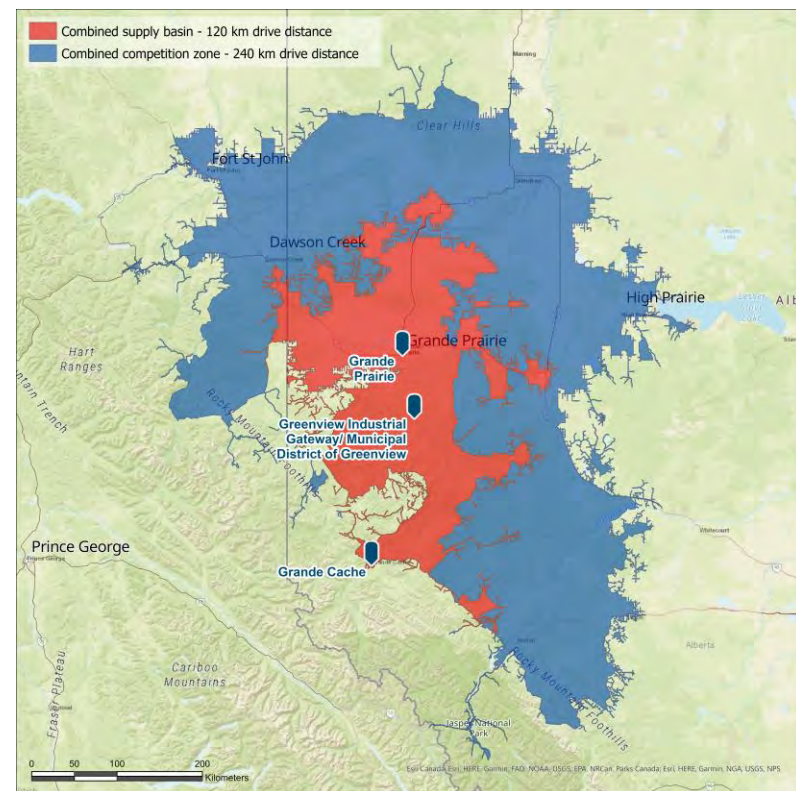 Combined supply basin - 120 km drive distance
Combined competition zone - 240 km drive distance
Manning
Clear Hills
Fort St John
Dawson Creek
High Prairie
Grande Prairie
Grande
Prairie
Hart
Ranges
Rocky Mountain Foothills
Greenview Industrial
Gateway/ Municipal
District of Greenview
Whitecourt
Prince George
Prince George
Grande Cache
Alberta
Cariboo
Mountains
Fraser Plateau
Rocky Mountain Foothills
Jasper National
Park
0 50 100 200
Kilometers
Esri Canada, Esri, HERE, Garmin, FAO, NOAA, USGS, EPA, NRCan, Parks Canada; Esri, HERE, Garmin, NGA, USGS, NPS